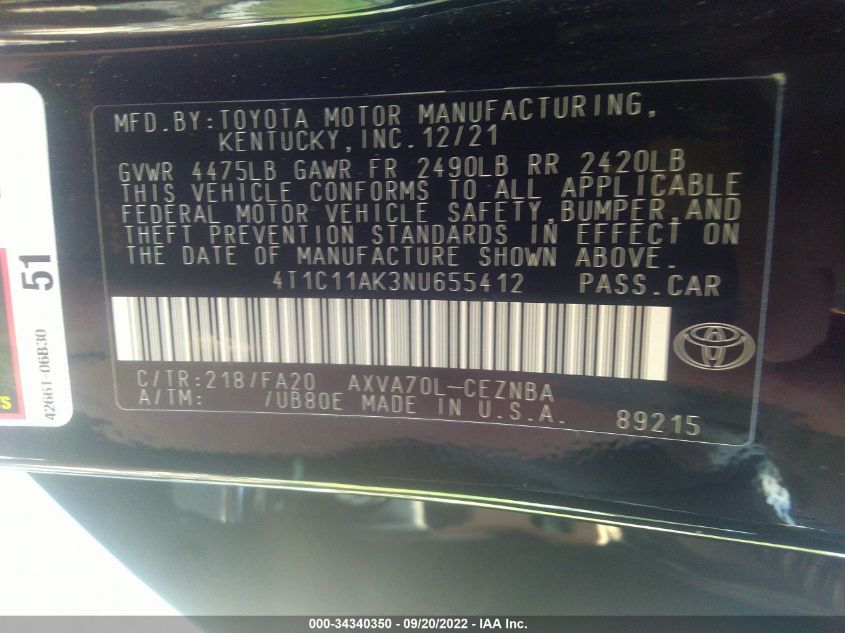 MFD.BY:TOYOTA MOTOR MANUFACTURING,
KENTUCKY,INC.12/21
GVWR 4475LB GAWR FR 2490LB RR 2420LB
THIS VEHICLE CONFORMS TO ALL APPLICABLE
FEDERAL MOTOR VEHICLE SAFETY,BUMPER,AND
THEFT PREVENTION STANDARDS IN EFFECT ON
THE DATE OF MANUFACTURE SHOWN ABOVE.
4T1C11AK3NU655412 PASS.CAR
C/TR:218/FA20 AXVA70L-CEZNBA
A/TM: /UB80E MADE IN U.S.A.
89215
51
42661-06B30
000-34340350 - 09/20/2022 - IAA Inc.